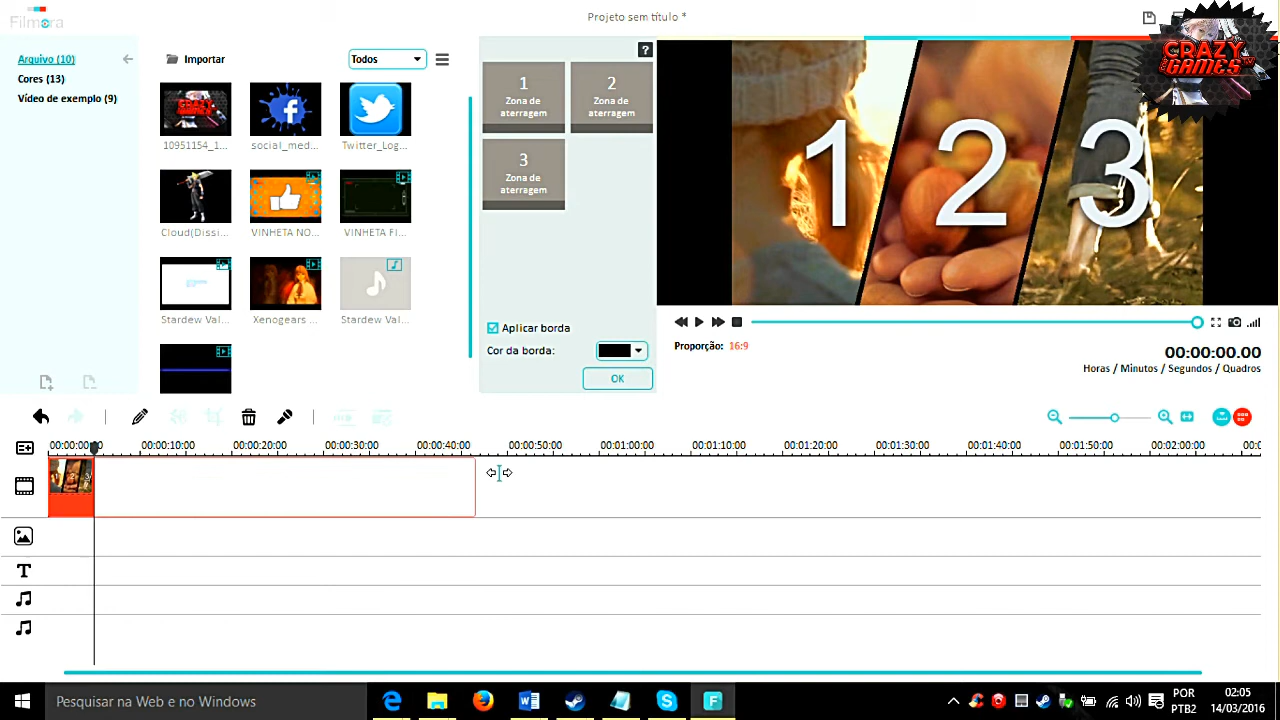 Filmora
Projeto sem título *
CRAZY
GAMES
Arquivo (10)
Cores (13)
Vídeo de exemplo (9)
Importar
Todos
10951154_1...
social_med...
Twitter_Log...
Cloud(Dissi...
VINHETA NO...
VINHETA FI...
Stardew Val...
Xenogears ...
Stardew Val...
?
1
Zona de
aterragem
2
Zona de
aterragem
3
Zona de
aterragem
Aplicar borda
Cor da borda:
OK
1 2 3
Proporção: 16:9
00:00:00.00
Horas / Minutos / Segundos / Quadros
00:00:00:00 00:00:10:00 00:00:20:00 00:00:30:00 00:00:40:00 00:00:50:00 00:01:00:00 00:01:10:00 00:01:20:00 00:01:30:00 00:01:40:00 00:01:50:00 00:02:00:00
T
Pesquisar na Web e no Windows
POR
PTB2
02:05
14/03/2016